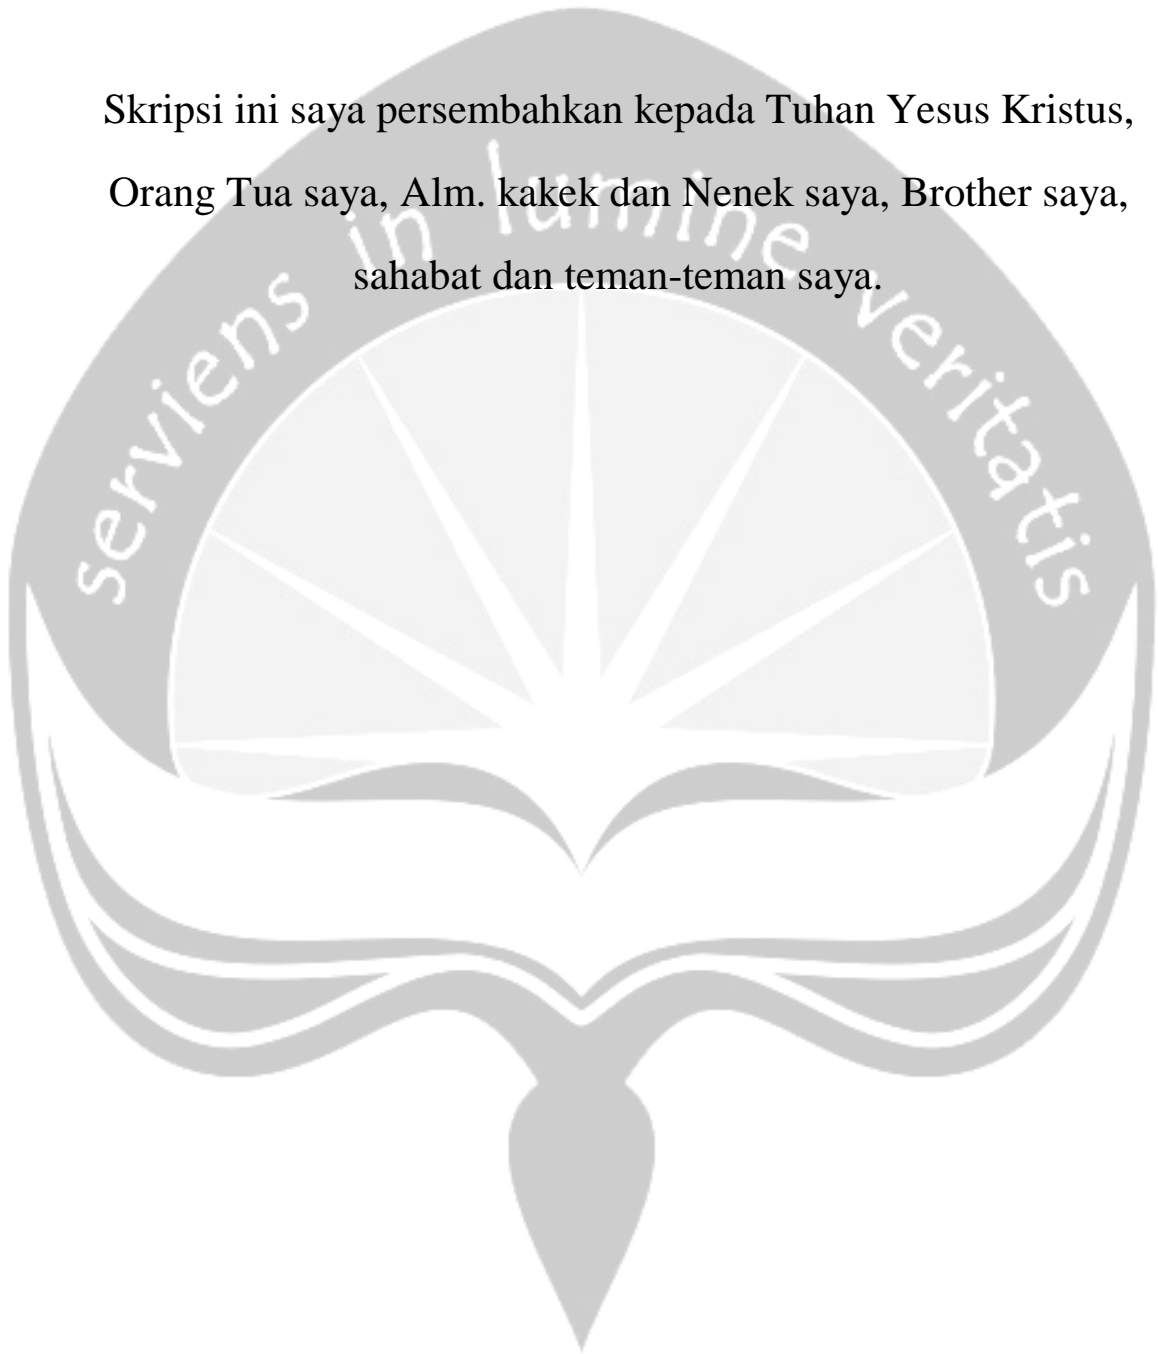 Skripsi ini saya persembahkan kepada Tuhan Yesus Kristus,
Orang Tua saya, Alm. kakek dan Nenek saya, Brother saya,
sahabat dan teman-teman saya.
serviens in lumine veritatis